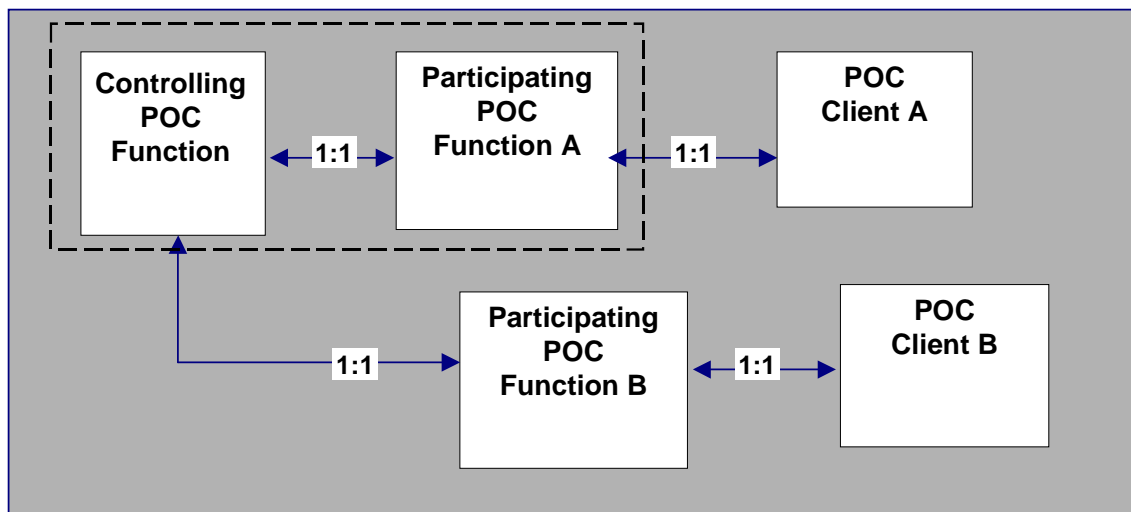 Controlling
POC
Function
1:1
Participating
POC
Function A
1:1
POC
Client A
1:1
Participating
POC
Function B
1:1
POC
Client B